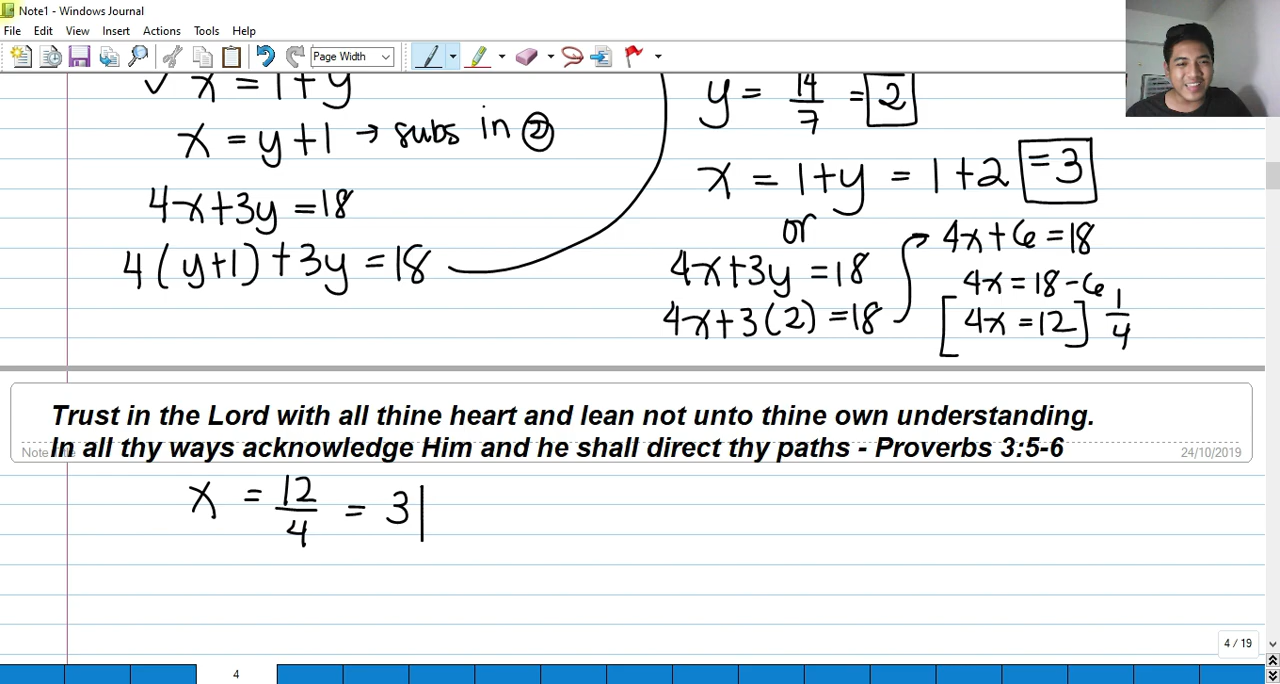 Note1 - Windows Journal
File Edit View Insert Actions Tools Help
Page Width
✓ x = 1 + y
x = y + 1 → subs in ②
4x + 3y = 18
4(y+1) + 3y = 18
y = 14/7 = 2
x = 1 + y = 1 + 2 = 3
or
4x + 3y = 18
4x + 3(2) = 18
4x + 6 = 18
4x = 18 - 6
[4x = 12] 1/4
Trust in the Lord with all thine heart and lean not unto thine own understanding.
In all thy ways acknowledge Him and he shall direct thy paths - Proverbs 3:5-6
Note Title
24/10/2019
x = 12/4 = 3
4 / 19
4